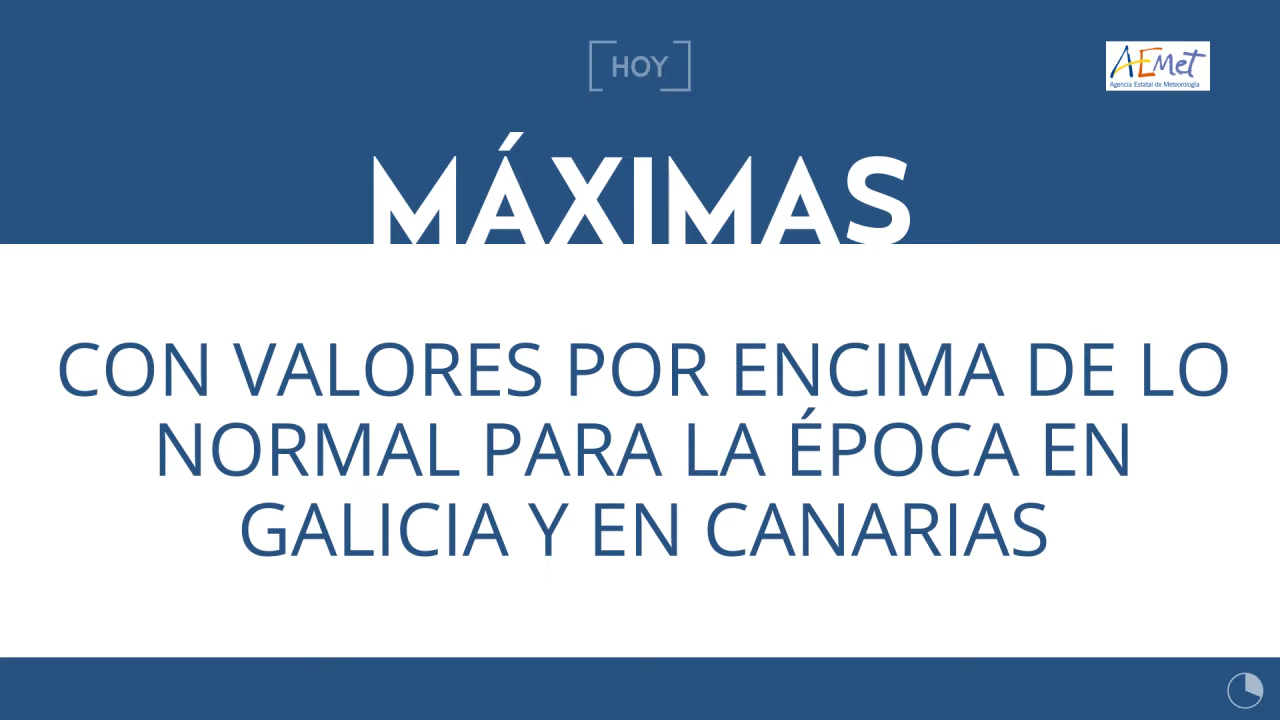 HOY
AEMet
Agencia Estatal de Meteorología
MÁXIMAS
CON VALORES POR ENCIMA DE LO
NORMAL PARA LA ÉPOCA EN
GALICIA Y EN CANARIAS